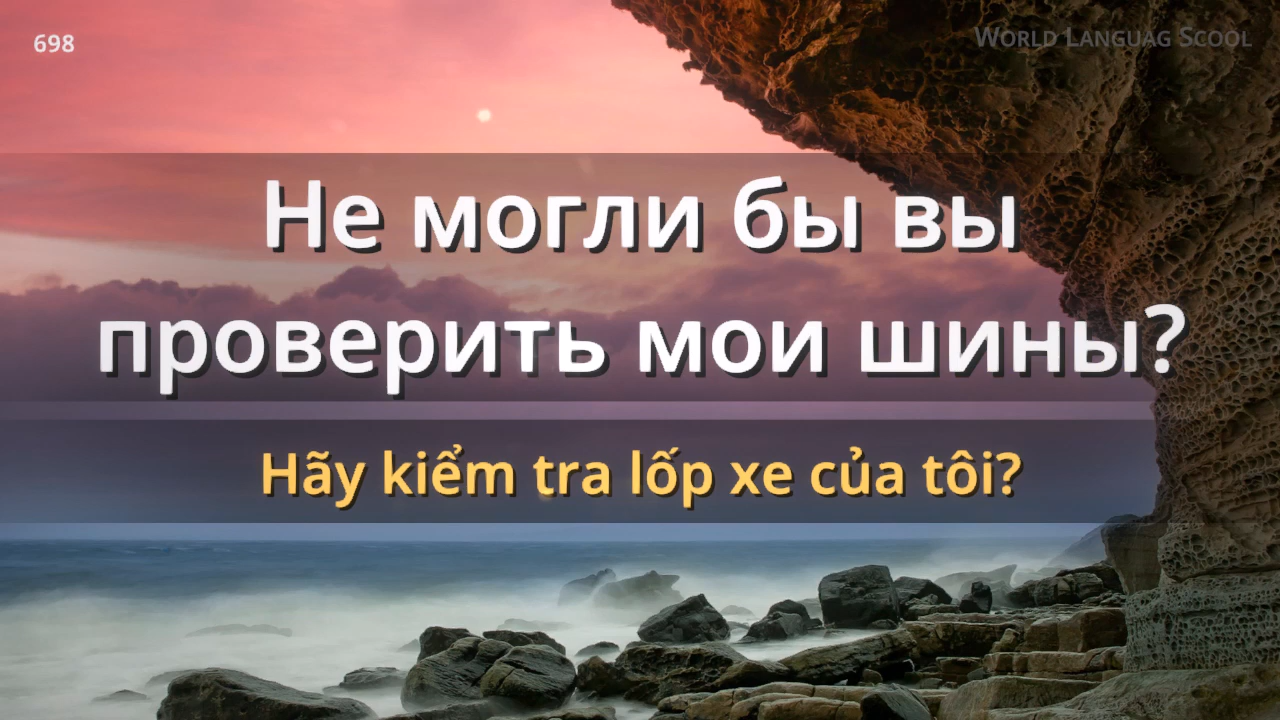 698
WORLD LANGUAG SCOOL
Не могли бы вы
проверить мои шины?
Hãy kiểm tra lốp xe của tôi?